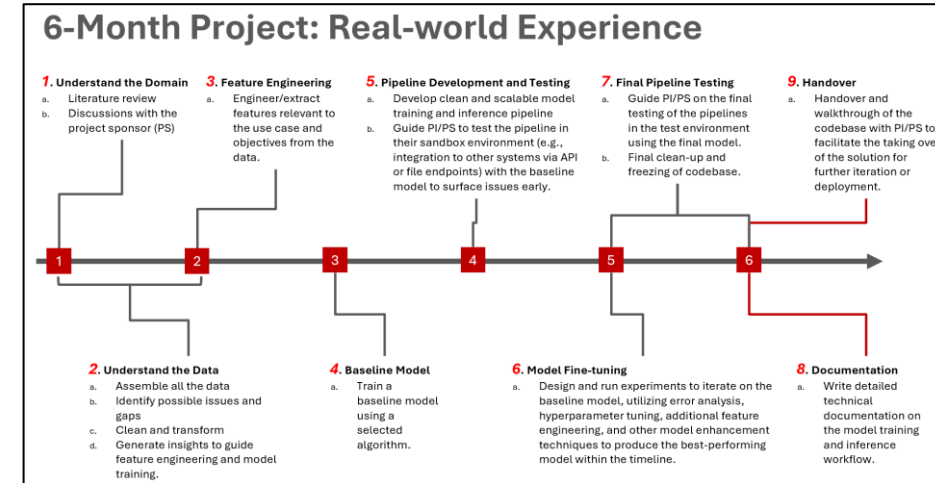 6-Month Project: Real-world Experience
1. Understand the Domain
a. Literature review
b. Discussions with the
project sponsor (PS)
3. Feature Engineering
a. Engineer/extract
features relevant to
the use case and
objectives from the
data.
5. Pipeline Development and Testing
a. Develop clean and scalable model
training and inference pipeline
b. Guide PI/PS to test the pipeline in
their sandbox environment (e.g.,
integration to other systems via API
or file endpoints) with the baseline
model to surface issues early.
7. Final Pipeline Testing
a. Guide PI/PS on the final
testing of the pipelines
in the test environment
using the final model.
b. Final clean-up and
freezing of codebase.
9. Handover
a. Handover and
walkthrough of the
codebase with PI/PS to
facilitate the taking over
of the solution for
further iteration or
deployment.
1
2
3
4
5
6
2. Understand the Data
a. Assemble all the data
b. Identify possible issues and
gaps
c. Clean and transform
d. Generate insights to guide
feature engineering and model
training.
4. Baseline Model
a. Train a
baseline model
using a
selected
algorithm.
6. Model Fine-tuning
a. Design and run experiments to iterate on the
baseline model, utilizing error analysis,
hyperparameter tuning, additional feature
engineering, and other model enhancement
techniques to produce the best-performing
model within the timeline.
8. Documentation
a. Write detailed
technical
documentation on
the model training
and inference
workflow.